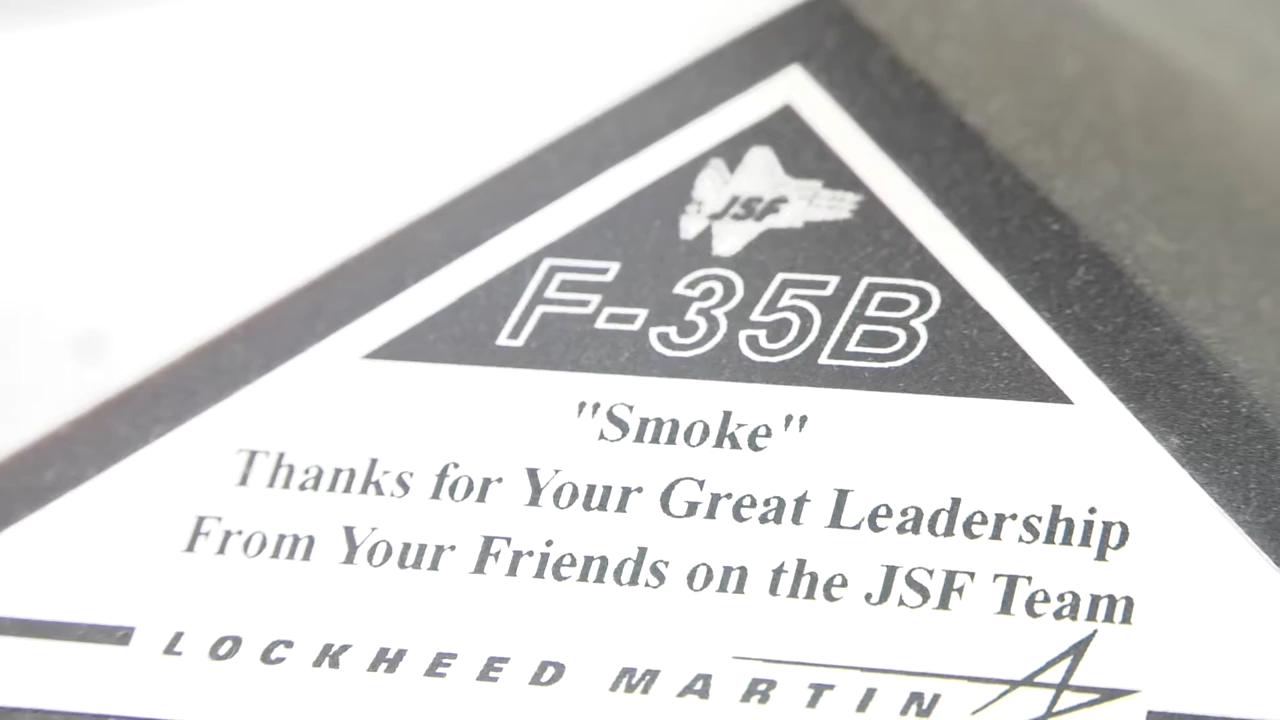 JSF
F-35B
"Smoke"
Thanks for Your Great Leadership
From Your Friends on the JSF Team
LOCKHEED MARTIN